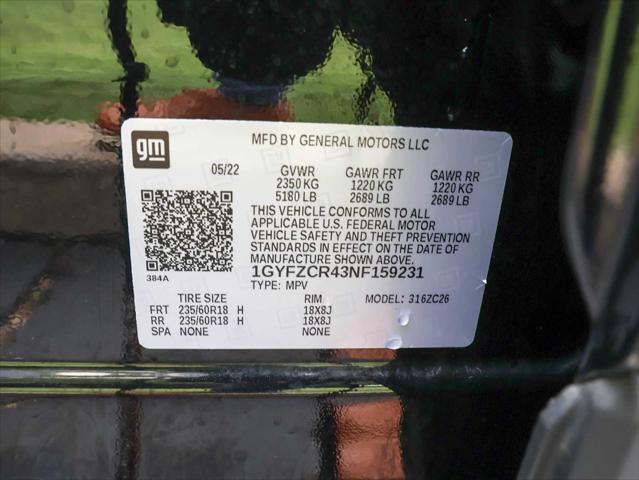 gm
MFD BY GENERAL MOTORS LLC
05/22 GVWR GAWR FRT GAWR RR
2350 KG 1220 KG 1220 KG
5180 LB 2689 LB 2689 LB
THIS VEHICLE CONFORMS TO ALL
APPLICABLE U.S. FEDERAL MOTOR
VEHICLE SAFETY AND THEFT PREVENTION
STANDARDS IN EFFECT ON THE DATE OF
MANUFACTURE SHOWN ABOVE.
384A
1GYFZCR43NF159231
TYPE: MPV MODEL: 316ZC26
TIRE SIZE RIM
FRT 235/60R18 H 18X8J
RR 235/60R18 H 18X8J
SPA NONE NONE